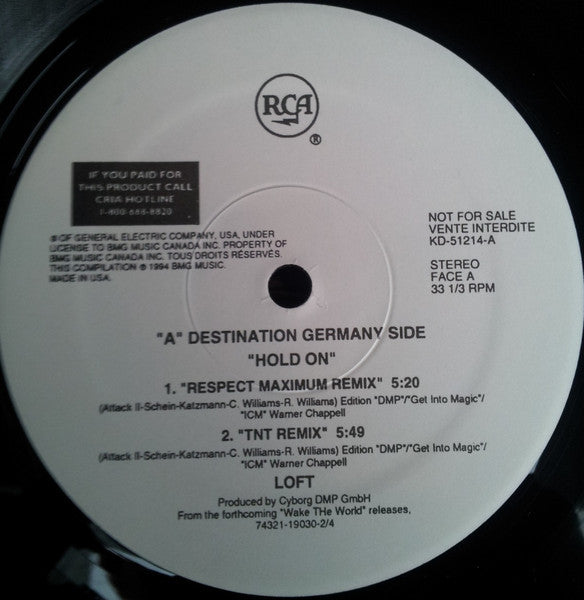 RCA
®
IF YOU PAID FOR
THIS PRODUCT CALL
CRIA HOTLINE
1-800-688-8820
® OF GENERAL ELECTRIC COMPANY, USA, UNDER
LICENSE TO BMG MUSIC CANADA INC. PROPERTY OF
BMG MUSIC CANADA INC. TOUS DROITS RÉSERVÉS.
THIS COMPILATION ℗ 1994 BMG MUSIC.
MADE IN USA.
NOT FOR SALE
VENTE INTERDITE
KD-51214-A
STEREO
FACE A
33 1/3 RPM
"A" DESTINATION GERMANY SIDE
"HOLD ON"
1. "RESPECT MAXIMUM REMIX" 5:20
(Attack II-Schein-Katzmann-C. Williams-R. Williams) Edition "DMP"/"Get Into Magic"/
"ICM" Warner Chappell
2. "TNT REMIX" 5:49
(Attack II-Schein-Katzmann-C. Williams-R. Williams) Edition "DMP"/"Get Into Magic"/
"ICM" Warner Chappell
LOFT
Produced by Cyborg DMP GmbH
From the forthcoming "Wake THe World" releases,
74321-19030-2/4